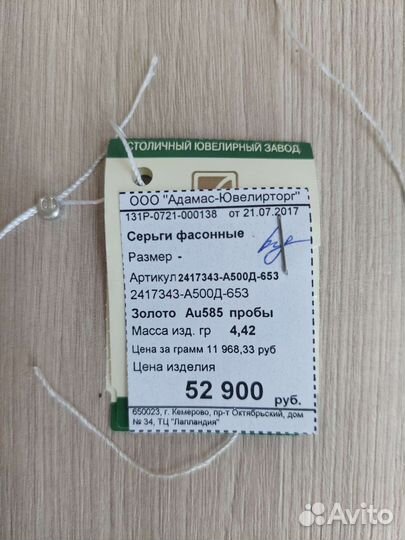 СТОЛИЧНЫЙ ЮВЕЛИРНЫЙ ЗАВОД
ООО "Адамас-Ювелирторг"
131Р-0721-000138 от 21.07.2017
Серьги фасонные
Размер -
Артикул 2417343-А500Д-653
2417343-А500Д-653
Золото Au585 пробы
Масса изд. гр 4,42
Цена за грамм 11 968,33 руб
Цена изделия
52 900 руб.
650023, г. Кемерово, пр-т Октябрьский, дом
№ 34, ТЦ "Лапландия"
Avito